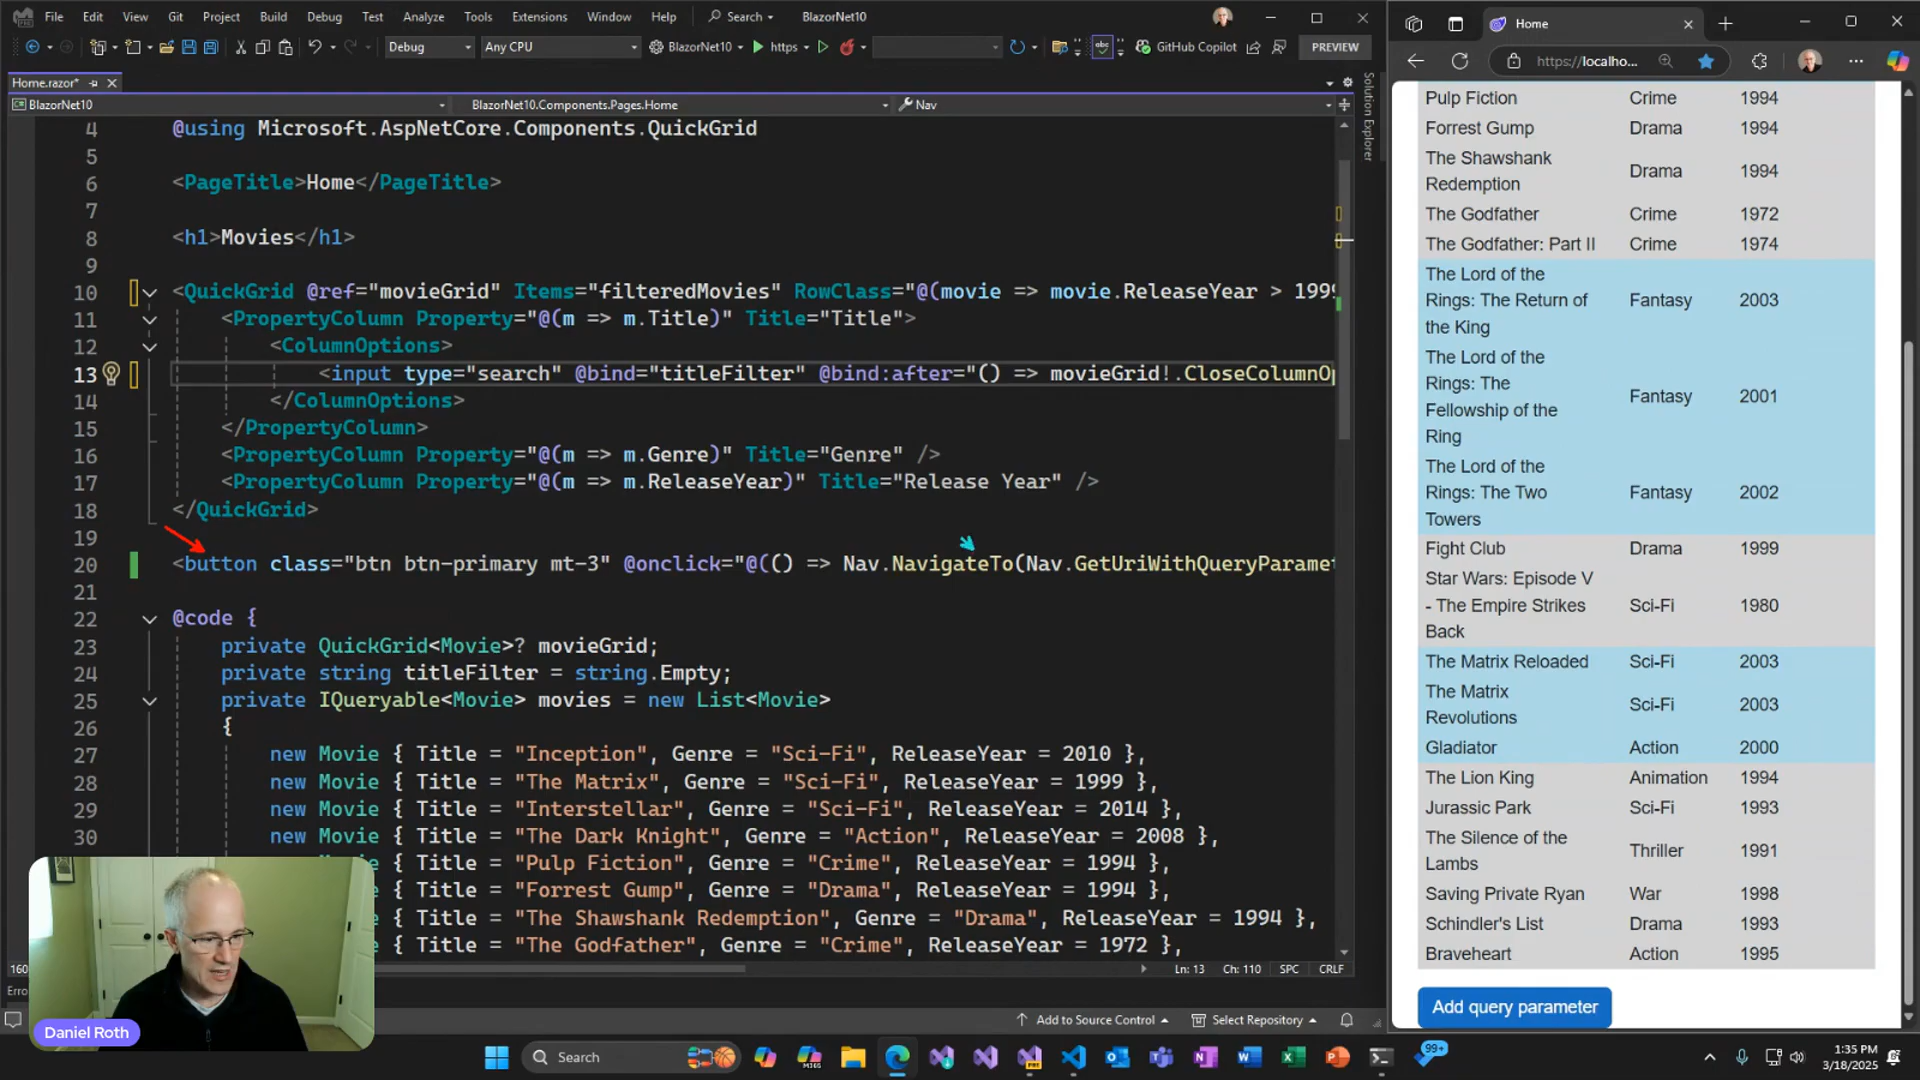 File Edit View Git Project Build Debug Test Analyze Tools Extensions Window Help Search BlazorNet10
Debug Any CPU BlazorNet10 https GitHub Copilot PREVIEW
Home.razor*
BlazorNet10 BlazorNet10.Components.Pages.Home Nav
Solution Explorer
4 @using Microsoft.AspNetCore.Components.QuickGrid
5
6 <PageTitle>Home</PageTitle>
7
8 <h1>Movies</h1>
9
10 <QuickGrid @ref="movieGrid" Items="filteredMovies" RowClass="@(movie => movie.ReleaseYear > 1999
11 <PropertyColumn Property="@(m => m.Title)" Title="Title">
12 <ColumnOptions>
13 <input type="search" @bind="titleFilter" @bind:after="() => movieGrid!.CloseColumnOp
14 </ColumnOptions>
15 </PropertyColumn>
16 <PropertyColumn Property="@(m => m.Genre)" Title="Genre" />
17 <PropertyColumn Property="@(m => m.ReleaseYear)" Title="Release Year" />
18 </QuickGrid>
19
20 <button class="btn btn-primary mt-3" @onclick="@(() => Nav.NavigateTo(Nav.GetUriWithQueryParamet
21
22 @code {
23 private QuickGrid<Movie>? movieGrid;
24 private string titleFilter = string.Empty;
25 private IQueryable<Movie> movies = new List<Movie>
26 {
27 new Movie { Title = "Inception", Genre = "Sci-Fi", ReleaseYear = 2010 },
28 new Movie { Title = "The Matrix", Genre = "Sci-Fi", ReleaseYear = 1999 },
29 new Movie { Title = "Interstellar", Genre = "Sci-Fi", ReleaseYear = 2014 },
30 new Movie { Title = "The Dark Knight", Genre = "Action", ReleaseYear = 2008 },
{ Title = "Pulp Fiction", Genre = "Crime", ReleaseYear = 1994 },
{ Title = "Forrest Gump", Genre = "Drama", ReleaseYear = 1994 },
{ Title = "The Shawshank Redemption", Genre = "Drama", ReleaseYear = 1994 },
{ Title = "The Godfather", Genre = "Crime", ReleaseYear = 1972 },
160
Ln: 13 Ch: 110 SPC CRLF
Erro
Add to Source Control Select Repository
Daniel Roth
Home
https://localho...
Pulp Fiction Crime 1994
Forrest Gump Drama 1994
The Shawshank
Redemption Drama 1994
The Godfather Crime 1972
The Godfather: Part II Crime 1974
The Lord of the
Rings: The Return of Fantasy 2003
the King
The Lord of the
Rings: The
Fellowship of the Fantasy 2001
Ring
The Lord of the
Rings: The Two Fantasy 2002
Towers
Fight Club Drama 1999
Star Wars: Episode V
- The Empire Strikes Sci-Fi 1980
Back
The Matrix Reloaded Sci-Fi 2003
The Matrix
Revolutions Sci-Fi 2003
Gladiator Action 2000
The Lion King Animation 1994
Jurassic Park Sci-Fi 1993
The Silence of the
Lambs Thriller 1991
Saving Private Ryan War 1998
Schindler's List Drama 1993
Braveheart Action 1995
Add query parameter
Search
99+
1:35 PM
3/18/2025